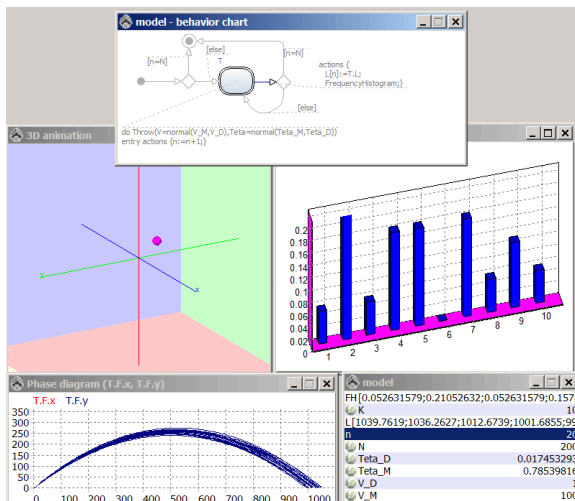 model - behavior chart
[n=N]
[else]
T
[n=N]
actions {
L[n]:=T.L;
FrequencyHistogram;}
[else]
do Throw(V=normal(V_M,V_D),Teta=normal(Teta_M,Teta_D))
entry actions {n:=n+1;}
3D animation
z
x
0.2
0.18
0.16
0.14
0.12
0.1
0.08
0.06
0.04
0.02
0
1 2 3 4 5 6 7 8 9 10
Phase diagram (T.F.x, T.F.y)
T.F.x T.F.y
350
300
250
200
150
100
50
0
0 100 200 300 400 500 600 700 800 900 1000
model
FH [0.052631579;0.21052632;0.052631579;0.1578
K 10
L [1039.7619;1036.2627;1012.6739;1001.6855;99
n 20
N 200
Teta_D 0.017453293
Teta_M 0.78539816
V_D 1
V_M 100